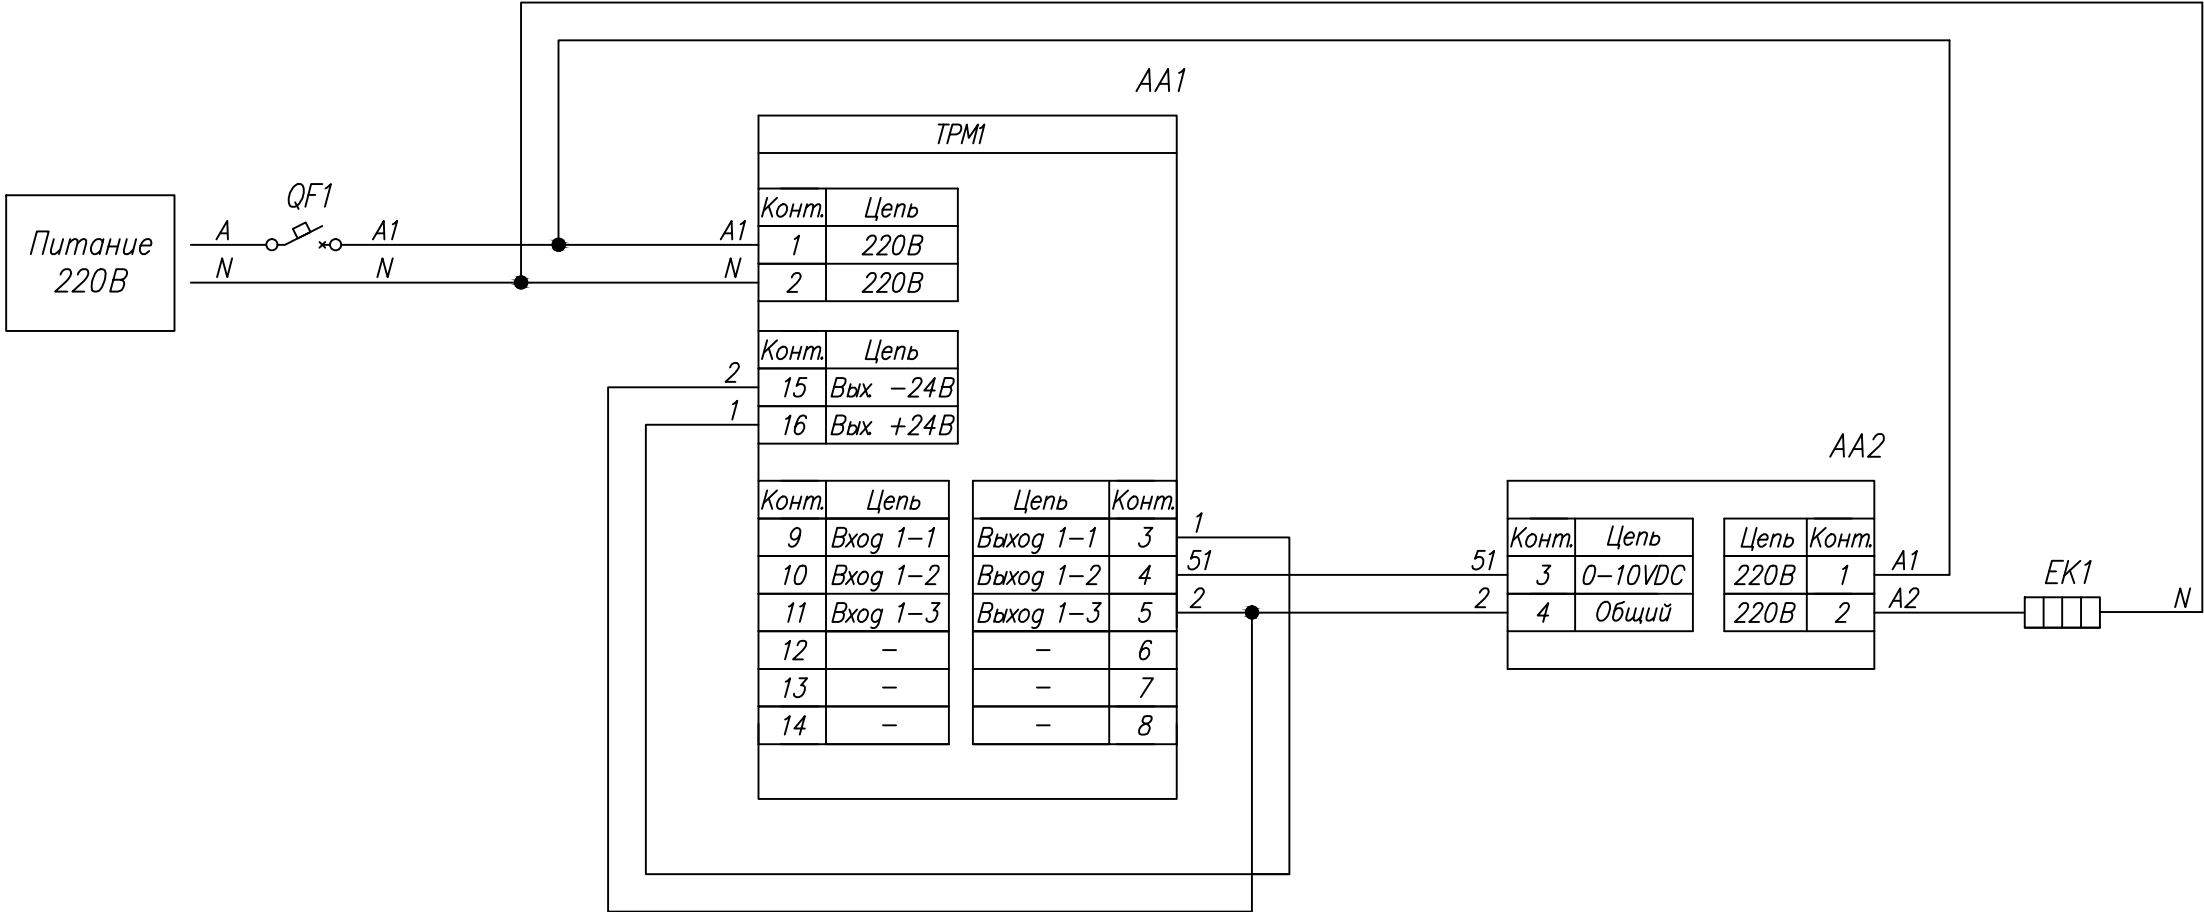 AA1
ТРМ1
QF1
Питание
220В
A
A1
A1
N
N
N
Конт. Цепь
1 220В
2 220В
Конт. Цепь
2
15 Вых. -24В
1
16 Вых. +24В
AA2
Конт. Цепь Цепь Конт.
9 Вход 1-1 Выход 1-1 3
1
10 Вход 1-2 Выход 1-2 4
51
11 Вход 1-3 Выход 1-3 5
2
12 - - 6
13 - - 7
14 - - 8
Конт. Цепь Цепь Конт.
51
3 0-10VDC 220В 1
A1
2
4 Общий 220В 2
A2
EK1
N